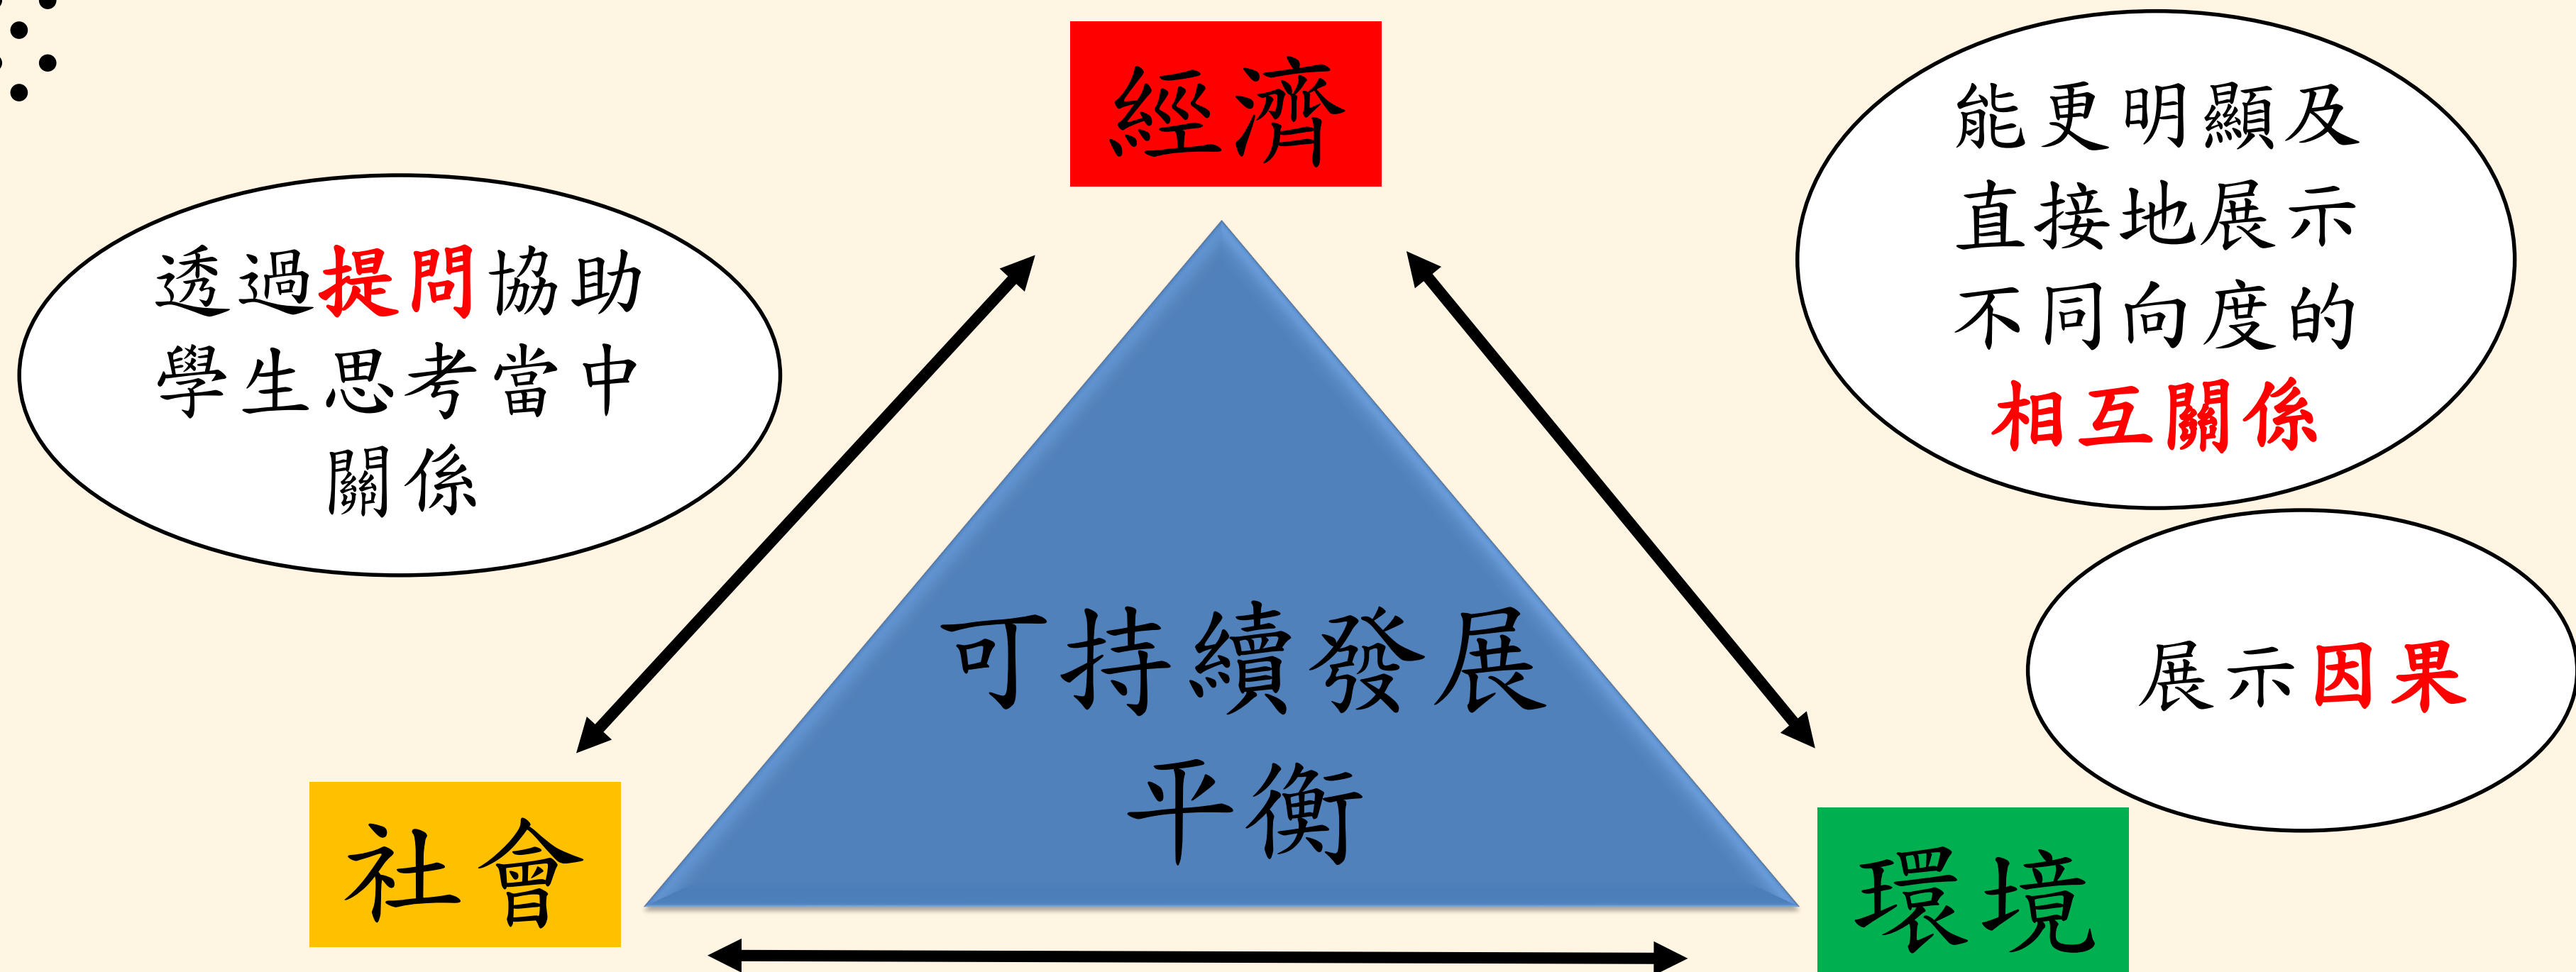 經濟
透過提問協助
學生思考當中
關係
能更明顯及
直接地展示
不同向度的
相互關係
展示因果
可持續發展
平衡
社會
環境